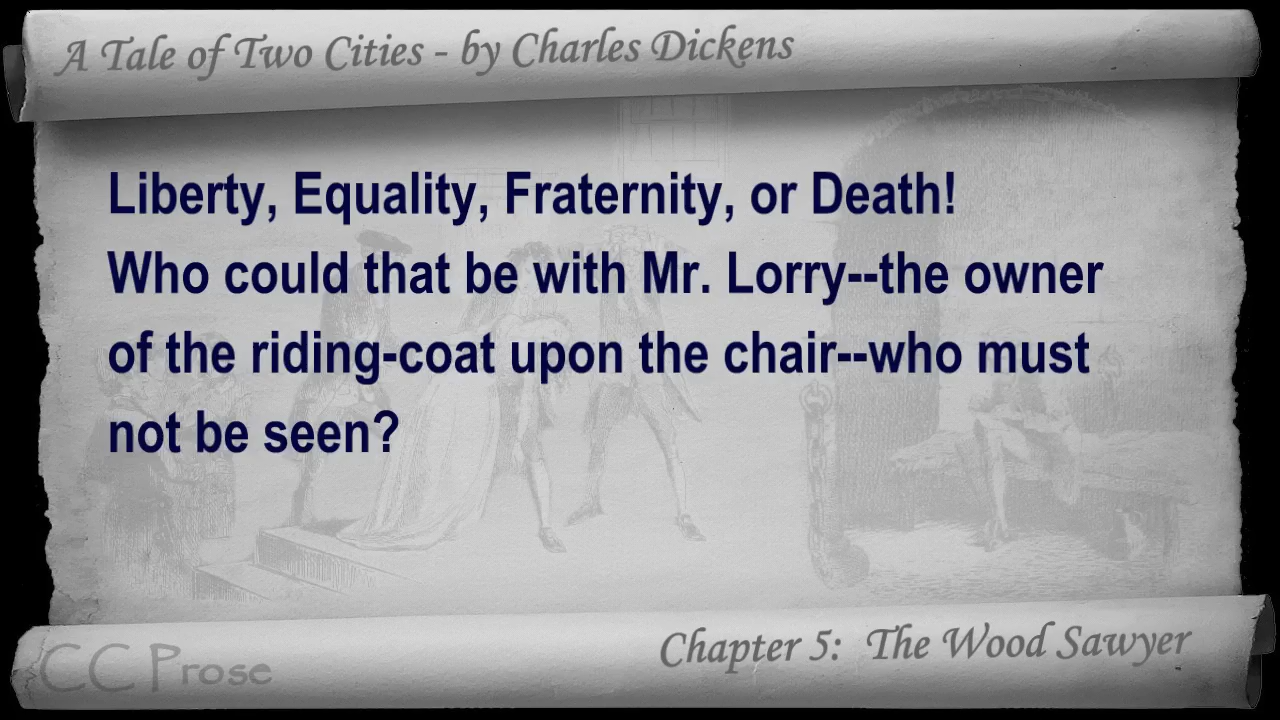 A Tale of Two Cities - by Charles Dickens
Liberty, Equality, Fraternity, or Death!
Who could that be with Mr. Lorry--the owner
of the riding-coat upon the chair--who must
not be seen?
Chapter 5: The Wood Sawyer
CC Prose